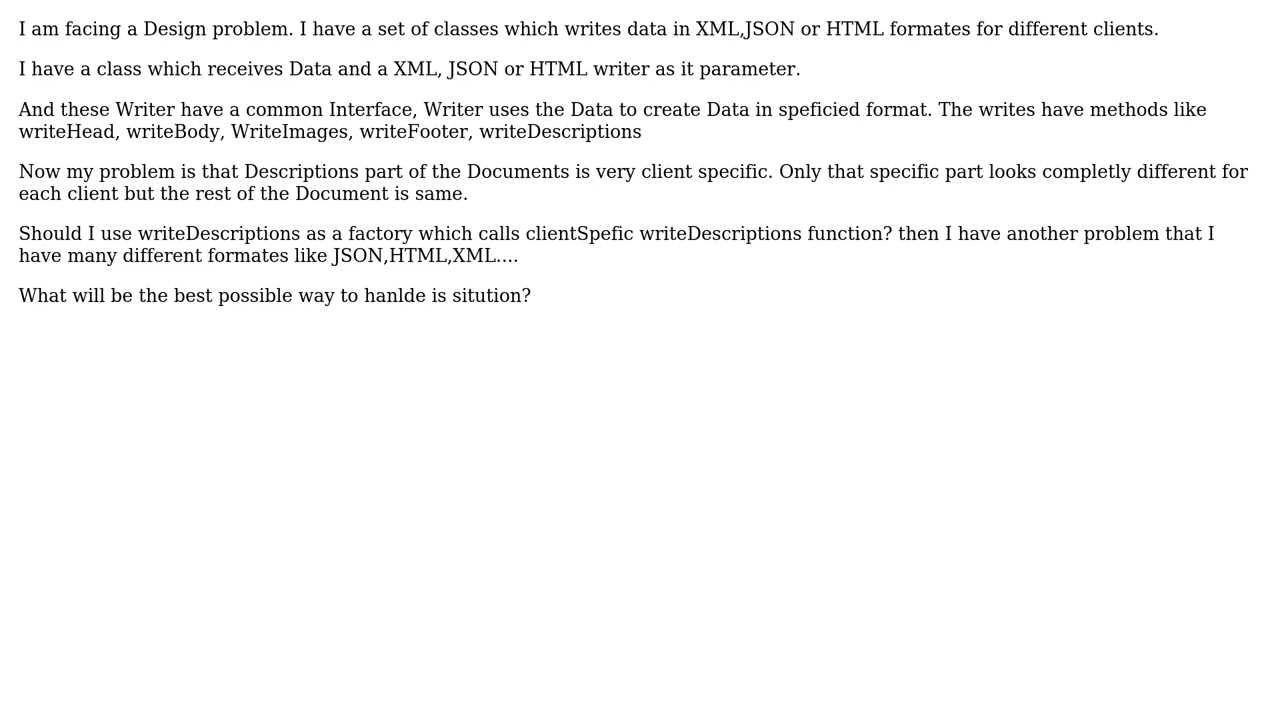 I am facing a Design problem. I have a set of classes which writes data in XML,JSON or HTML formates for different clients.
I have a class which receives Data and a XML, JSON or HTML writer as it parameter.
And these Writer have a common Interface, Writer uses the Data to create Data in speficied format. The writes have methods like
writeHead, writeBody, WriteImages, writeFooter, writeDescriptions
Now my problem is that Descriptions part of the Documents is very client specific. Only that specific part looks completly different for
each client but the rest of the Document is same.
Should I use writeDescriptions as a factory which calls clientSpefic writeDescriptions function? then I have another problem that I
have many different formates like JSON,HTML,XML....
What will be the best possible way to hanlde is sitution?